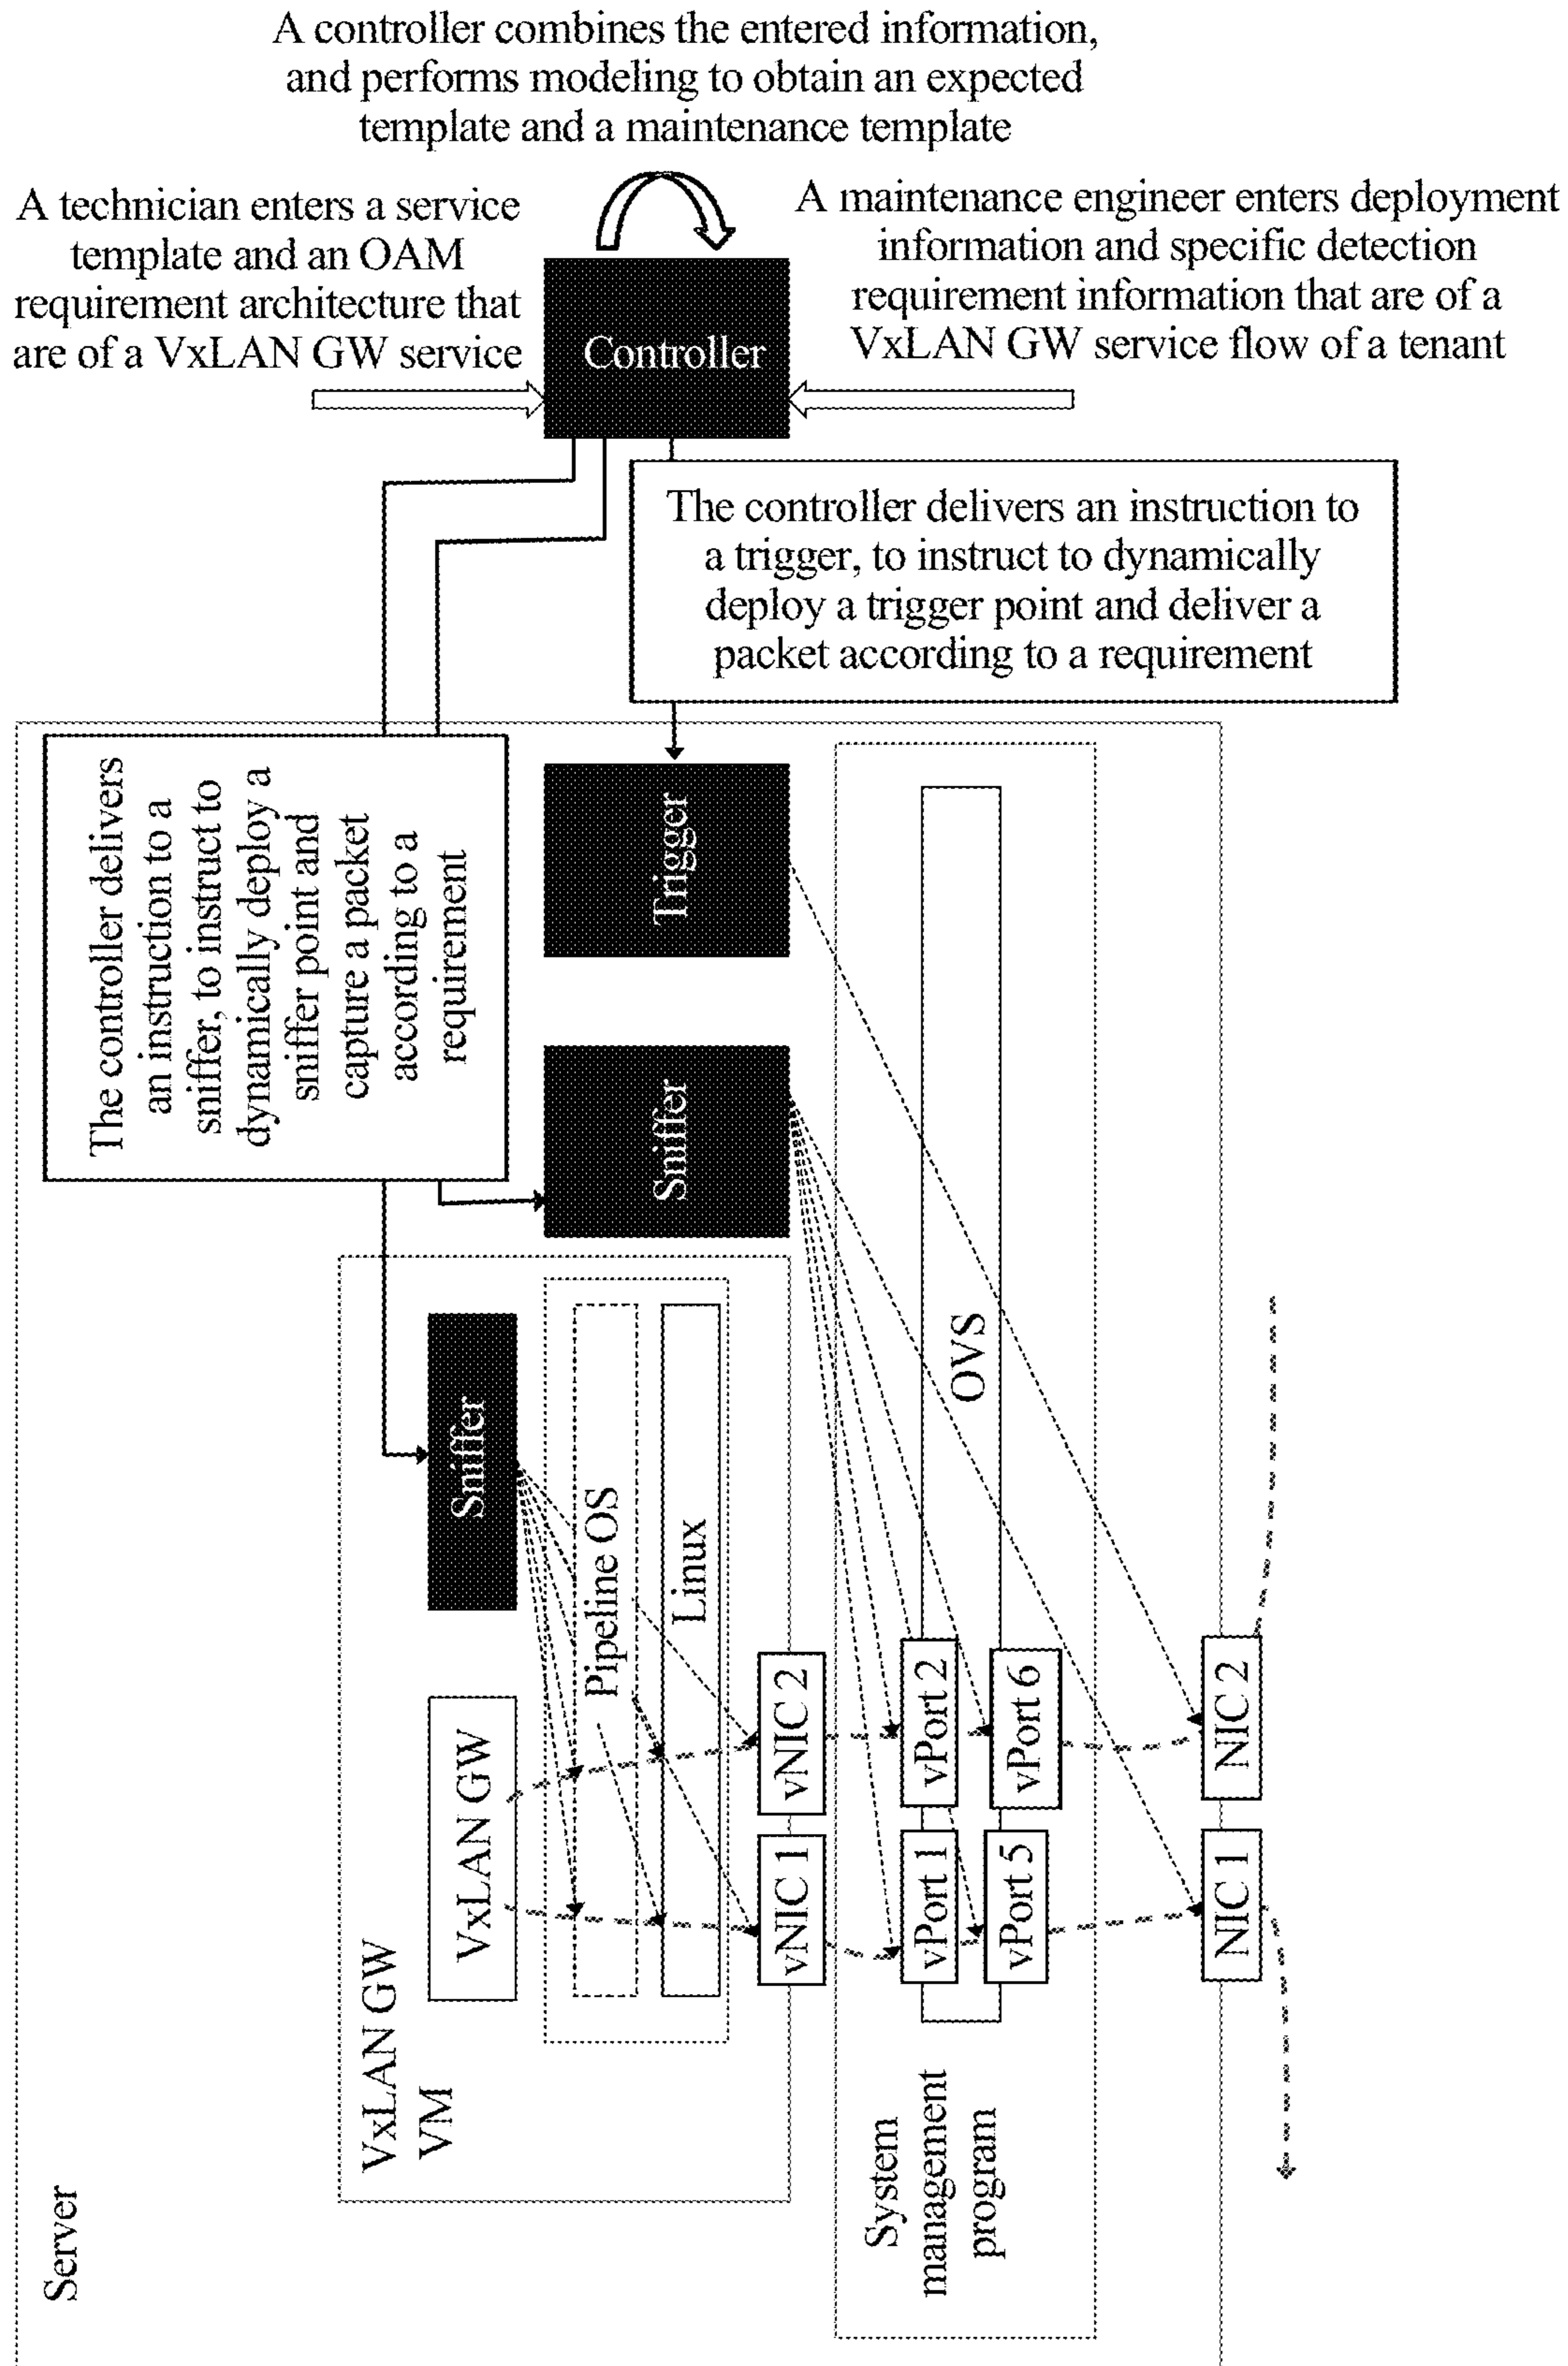 A controller combines the entered information,
and performs modeling to obtain an expected
template and a maintenance template
A technician enters a service
template and an OAM
requirement architecture that
are of a VxLAN GW service
A maintenance engineer enters deployment
information and specific detection
requirement information that are of a
VxLAN GW service flow of a tenant
Controller
The controller delivers an instruction to
a trigger, to instruct to dynamically
deploy a trigger point and deliver a
packet according to a requirement
The controller delivers
an instruction to a
sniffer, to instruct to
dynamically deploy a
sniffer point and
capture a packet
according to a
requirement
Trigger
Sniffer
Sniffer
Pipeline OS
Linux
OVS
VxLAN GW
vNIC 2
vNIC 1
vPort 2
vPort 6
vPort 1
vPort 5
NIC 2
NIC 1
VxLAN GW
VM
System
management
program
Server